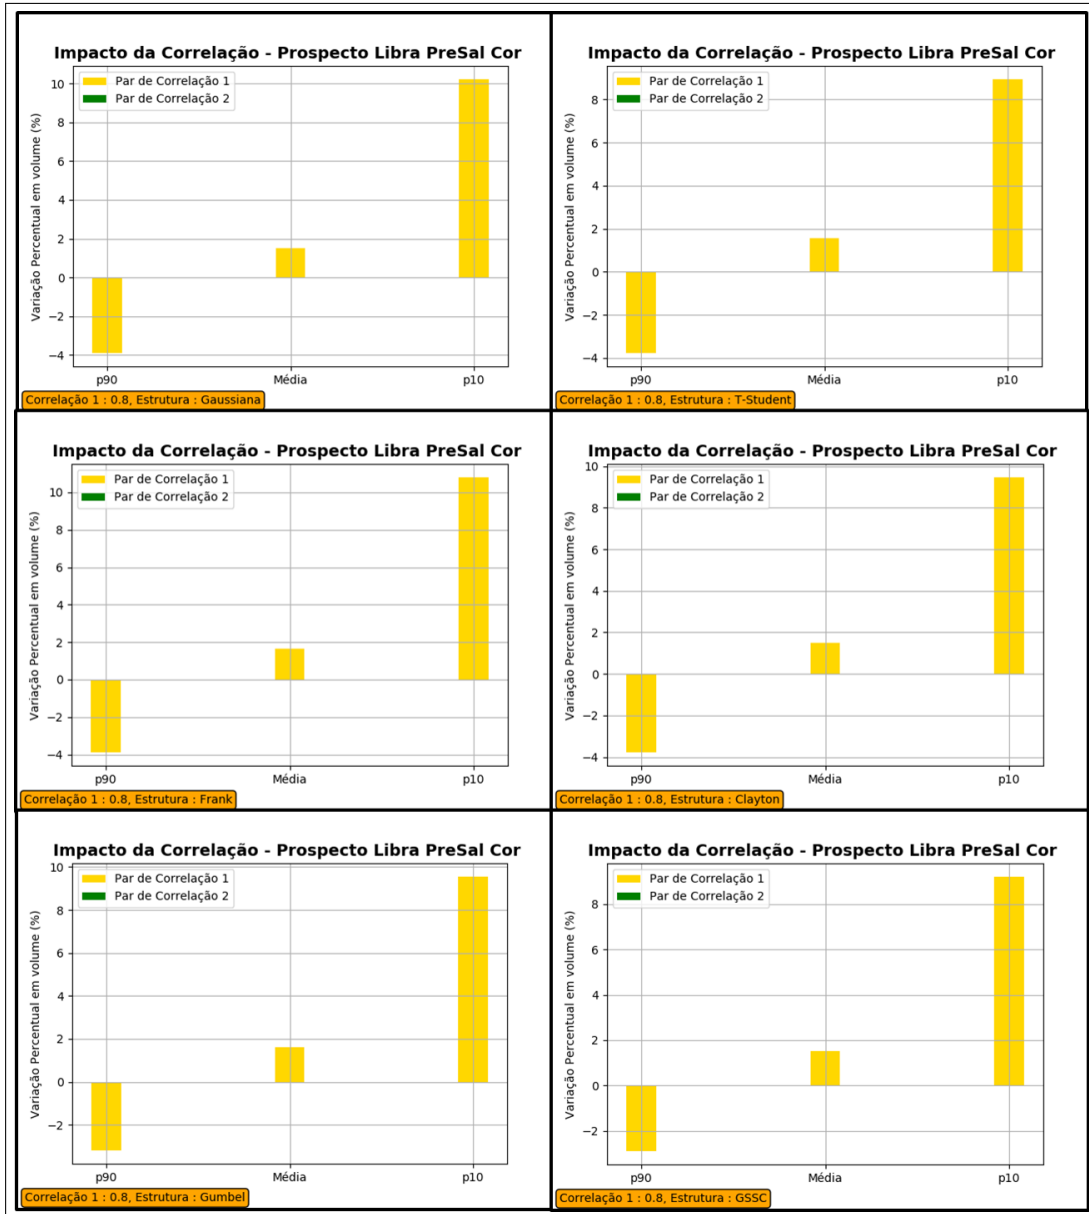 Impacto da Correlação - Prospecto Libra PreSal Cor
Par de Correlação 1
Par de Correlação 2
Variação Percentual em volume (%)
10
8
6
4
2
0
−2
−4
p90 Média p10
Correlação 1 : 0.8, Estrutura : Gaussiana
Impacto da Correlação - Prospecto Libra PreSal Cor
Par de Correlação 1
Par de Correlação 2
Variação Percentual em volume (%)
8
6
4
2
0
−2
−4
p90 Média p10
Correlação 1 : 0.8, Estrutura : T-Student
Impacto da Correlação - Prospecto Libra PreSal Cor
Par de Correlação 1
Par de Correlação 2
Variação Percentual em volume (%)
10
8
6
4
2
0
−2
−4
p90 Média p10
Correlação 1 : 0.8, Estrutura : Frank
Impacto da Correlação - Prospecto Libra PreSal Cor
Par de Correlação 1
Par de Correlação 2
Variação Percentual em volume (%)
10
8
6
4
2
0
−2
−4
p90 Média p10
Correlação 1 : 0.8, Estrutura : Clayton
Impacto da Correlação - Prospecto Libra PreSal Cor
Par de Correlação 1
Par de Correlação 2
Variação Percentual em volume (%)
10
8
6
4
2
0
−2
p90 Média p10
Correlação 1 : 0.8, Estrutura : Gumbel
Impacto da Correlação - Prospecto Libra PreSal Cor
Par de Correlação 1
Par de Correlação 2
Variação Percentual em volume (%)
8
6
4
2
0
−2
p90 Média p10
Correlação 1 : 0.8, Estrutura : GSSC